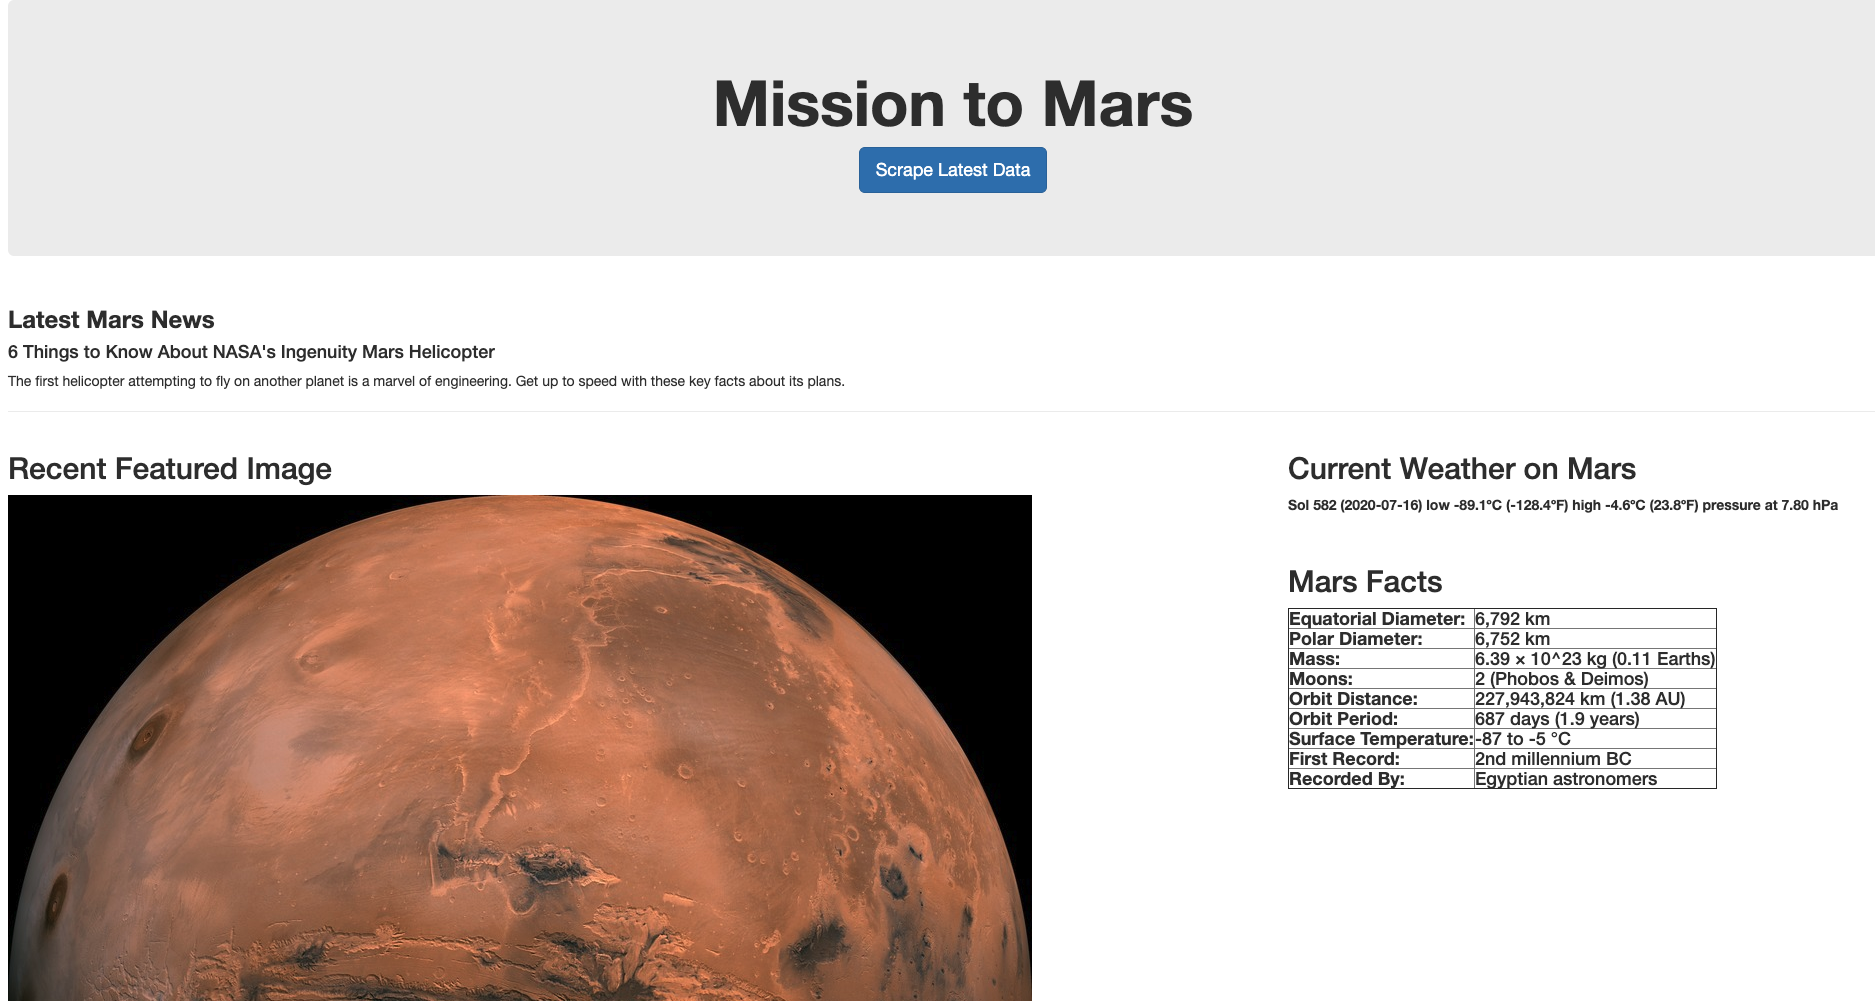 Mission to Mars
Scrape Latest Data
Latest Mars News
6 Things to Know About NASA's Ingenuity Mars Helicopter
The first helicopter attempting to fly on another planet is a marvel of engineering. Get up to speed with these key facts about its plans.
Recent Featured Image
Current Weather on Mars
Sol 582 (2020-07-16) low -89.1ºC (-128.4ºF) high -4.6ºC (23.8ºF) pressure at 7.80 hPa
Mars Facts
Equatorial Diameter: 6,792 km
Polar Diameter: 6,752 km
Mass: 6.39 × 10^23 kg (0.11 Earths)
Moons: 2 (Phobos & Deimos)
Orbit Distance: 227,943,824 km (1.38 AU)
Orbit Period: 687 days (1.9 years)
Surface Temperature: -87 to -5 °C
First Record: 2nd millennium BC
Recorded By: Egyptian astronomers